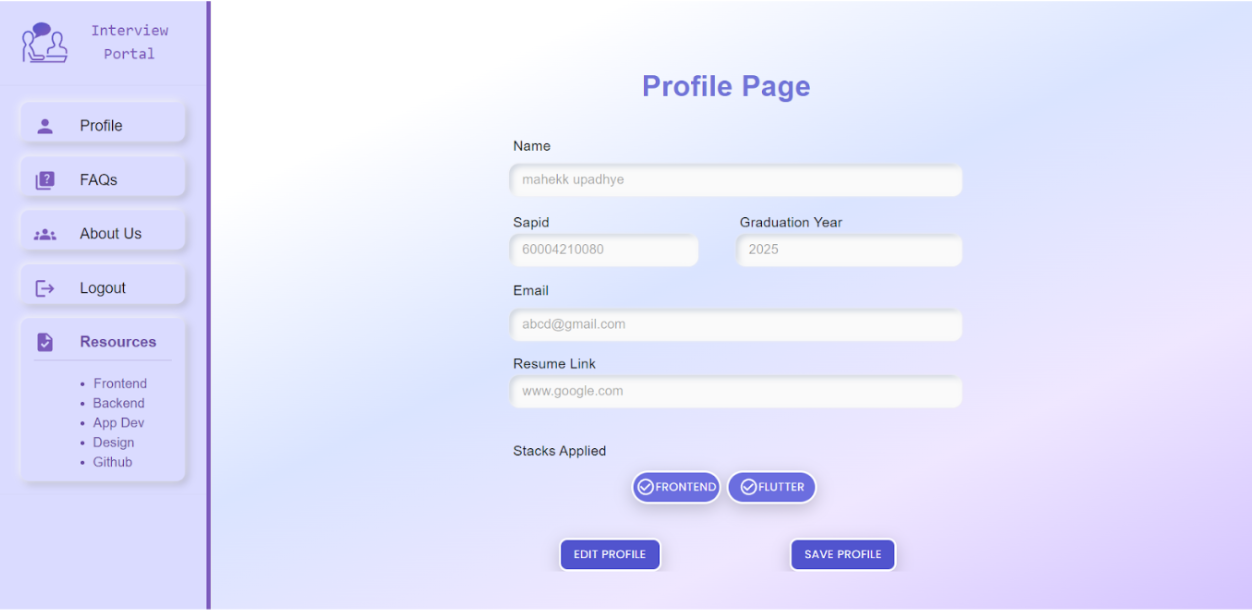 Interview
Portal
Profile
FAQs
About Us
Logout
Resources
• Frontend
• Backend
• App Dev
• Design
• Github
Profile Page
Name
mahekk upadhye
Sapid Graduation Year
60004210080 2025
Email
abcd@gmail.com
Resume Link
www.google.com
Stacks Applied
FRONTEND FLUTTER
EDIT PROFILE SAVE PROFILE